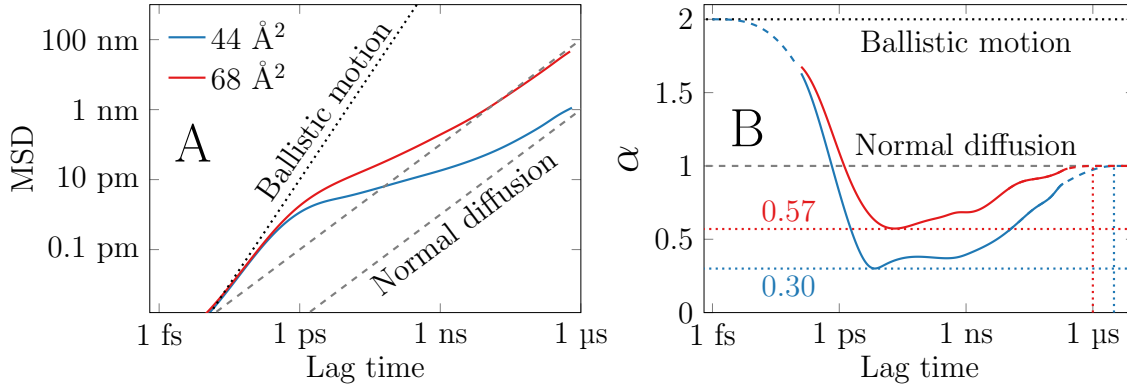 44 Å²
68 Å²
A
Ballistic motion
Normal diffusion
MSD
100 nm
1 nm
10 pm
0.1 pm
1 fs
1 ps
1 ns
1 µs
Lag time
B
Ballistic motion
Normal diffusion
0.57
0.30
α
2
1.5
1
0.5
0
1 fs
1 ps
1 ns
1 µs
Lag time